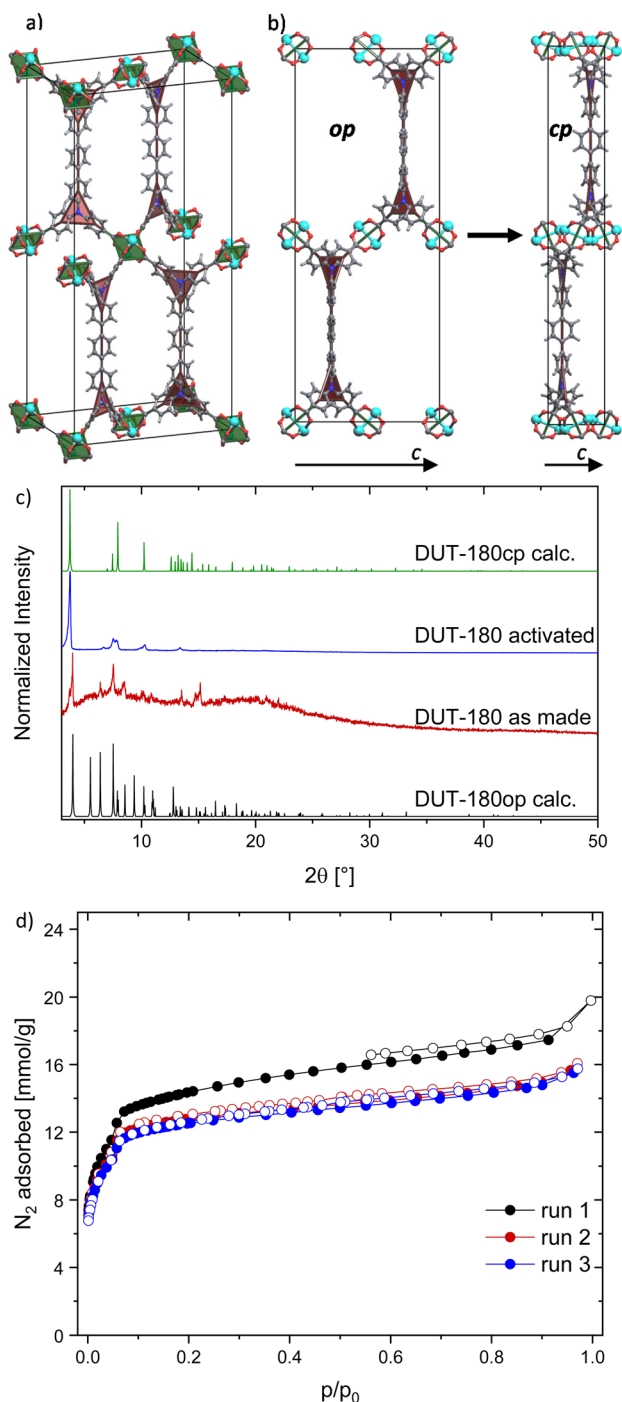 a)
b)
op
cp
c
c
c)
Normalized Intensity
DUT-180cp calc.
DUT-180 activated
DUT-180 as made
DUT-180op calc.
10 20 30 40 50
2θ [°]
d)
N2 adsorbed [mmol/g]
24
20
16
12
8
4
0
run 1
run 2
run 3
0.0 0.2 0.4 0.6 0.8 1.0
p/p0